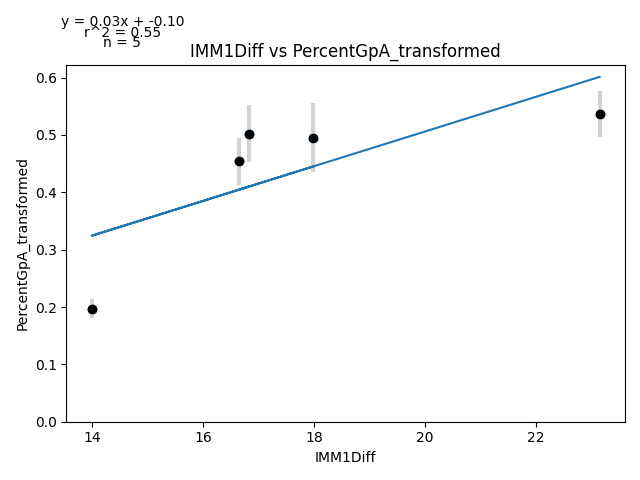 y = 0.03x + -0.10
r^2 = 0.55
n = 5
IMM1Diff vs PercentGpA_transformed
PercentGpA_transformed
0.6
0.5
0.4
0.3
0.2
0.1
0.0
14 16 18 20 22
IMM1Diff